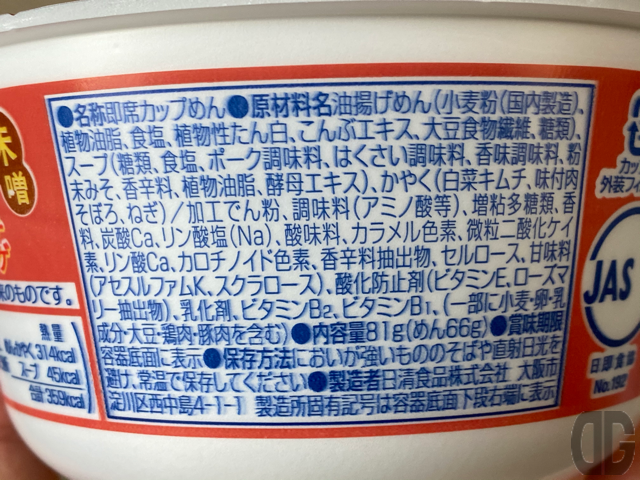 ●名称即席カップめん●原材料名油揚げめん(小麦粉(国内製造)、
植物油脂、食塩、植物性たん白、こんぶエキス、大豆食物繊維、糖類)、
スープ(糖類、食塩、ポーク調味料、はくさい調味料、香味調味料、粉
末みそ、香辛料、植物油脂、酵母エキス)、かやく(白菜キムチ、味付肉
そぼろ、ねぎ)/加工でん粉、調味料(アミノ酸等)、増粘多糖類、香
料、炭酸Ca、リン酸塩(Na)、酸味料、カラメル色素、微粒二酸化ケイ
素、リン酸Ca、カロチノイド色素、香辛料抽出物、セルロース、甘味料
(アセスルファムK、スクラロース)、酸化防止剤(ビタミンE、ローズマ
リー抽出物)、乳化剤、ビタミンB2、ビタミンB1、(一部に小麦・卵・乳
成分・大豆・鶏肉・豚肉を含む)●内容量81g(めん66g)●賞味期限
容器底面に表示●保存方法においが強いもののそばや直射日光を
避け、常温で保存してください●製造者日清食品株式会社 大阪市
淀川区西中島4-1-1 製造所固有記号は容器底面下段右端に表示
味噌
のものです。
熱量
314kcal
スープ 45kcal
合計 359kcal
カップ
外装フ
JAS
日即食協
No.192
DG